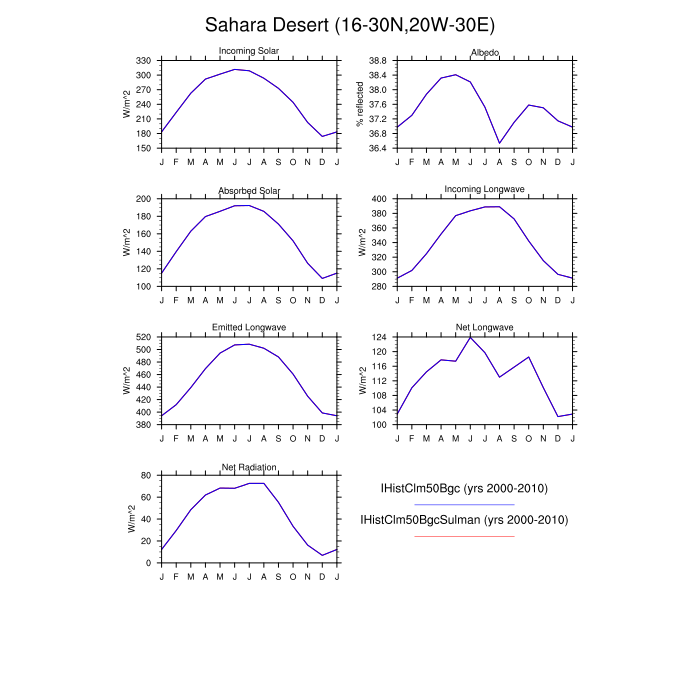 Sahara Desert (16-30N,20W-30E)
Incoming Solar
W/m^2
330
300
270
240
210
180
150
J F M A M J J A S O N D J
Albedo
% reflected
38.8
38.4
38.0
37.6
37.2
36.8
36.4
J F M A M J J A S O N D J
Absorbed Solar
W/m^2
200
180
160
140
120
100
J F M A M J J A S O N D J
Incoming Longwave
W/m^2
400
380
360
340
320
300
280
J F M A M J J A S O N D J
Emitted Longwave
W/m^2
520
500
480
460
440
420
400
380
J F M A M J J A S O N D J
Net Longwave
W/m^2
124
120
116
112
108
104
100
J F M A M J J A S O N D J
Net Radiation
W/m^2
80
60
40
20
0
J F M A M J J A S O N D J
IHistClm50Bgc (yrs 2000-2010)
IHistClm50BgcSulman (yrs 2000-2010)